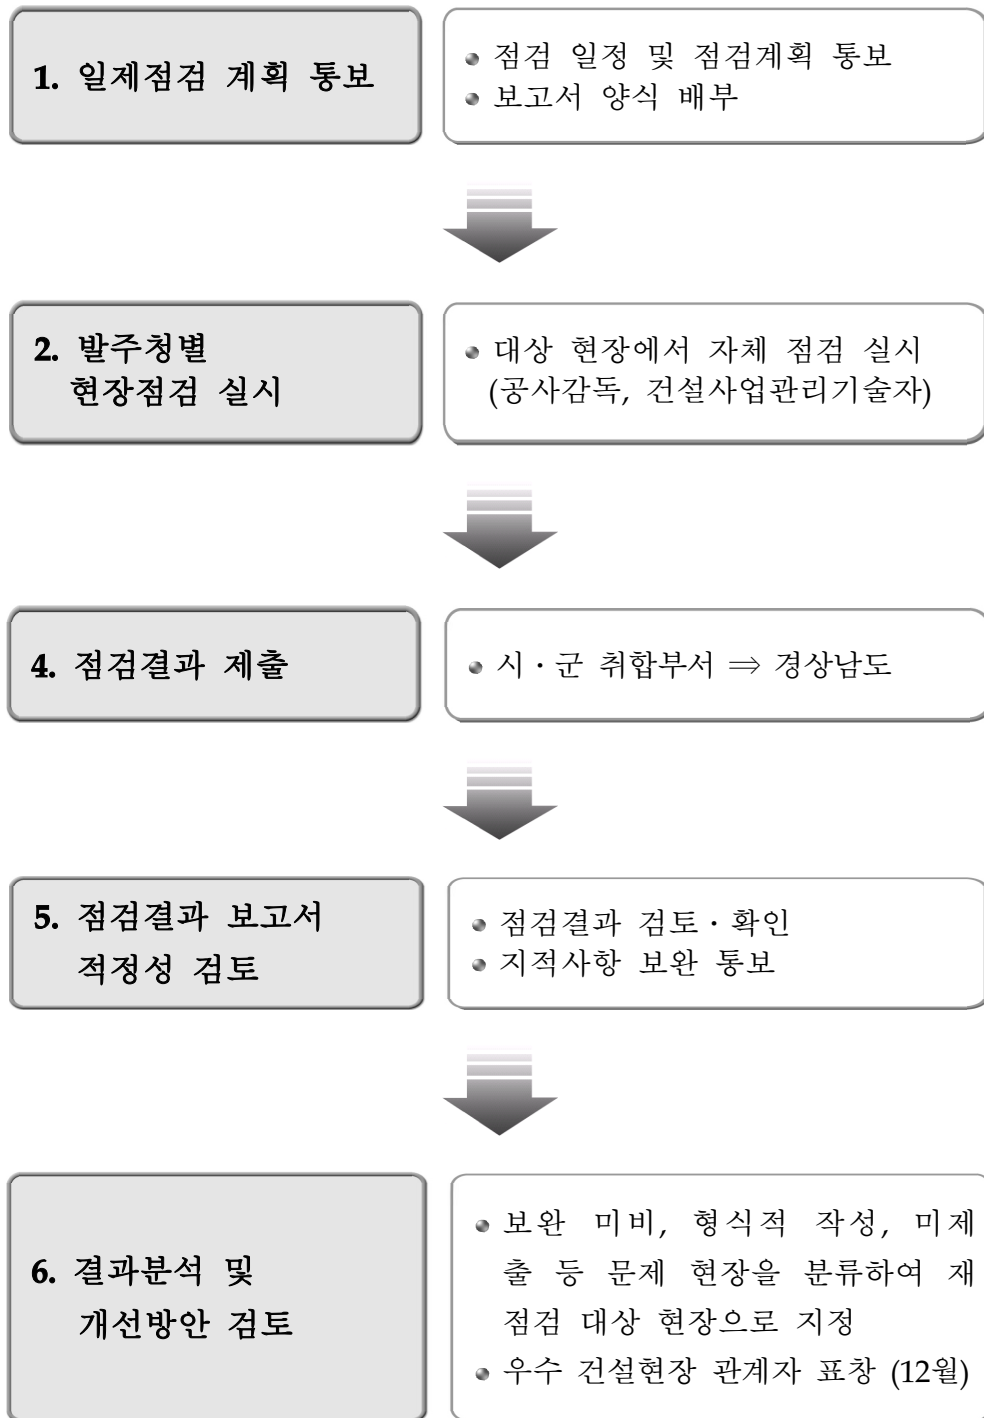 1. 일제점검 계획 통보
• 점검 일정 및 점검계획 통보
• 보고서 양식 배부
2. 발주청별
현장점검 실시
• 대상 현장에서 자체 점검 실시
(공사감독, 건설사업관리기술자)
4. 점검결과 제출
• 시·군 취합부서 ⇒ 경상남도
5. 점검결과 보고서
적정성 검토
• 점검결과 검토·확인
• 지적사항 보완 통보
6. 결과분석 및
개선방안 검토
• 보완 미비, 형식적 작성, 미제
출 등 문제 현장을 분류하여 재
점검 대상 현장으로 지정
• 우수 건설현장 관계자 표창 (12월)